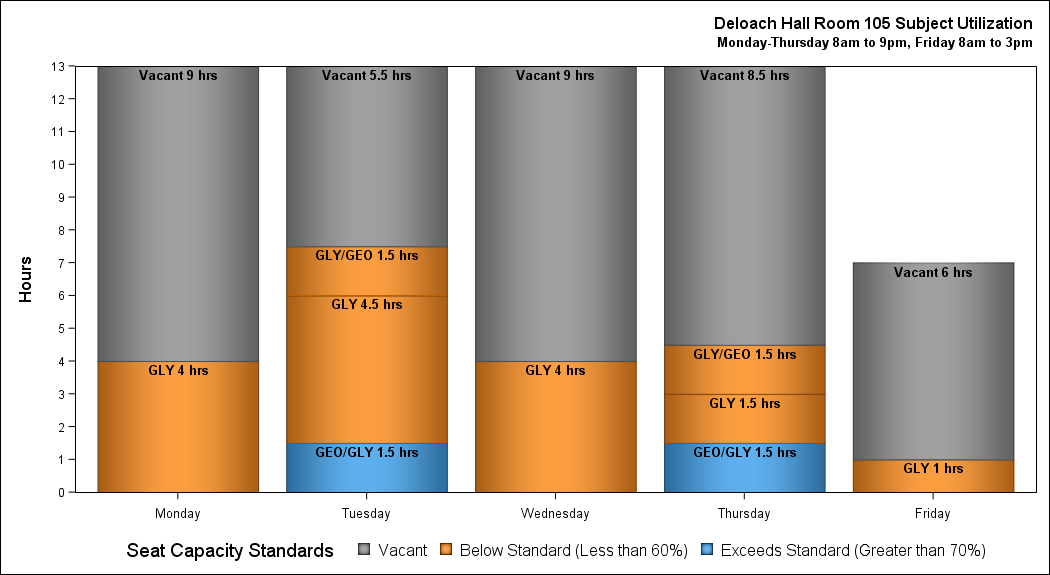 Deloach Hall Room 105 Subject Utilization
Monday-Thursday 8am to 9pm, Friday 8am to 3pm
Hours
13
12
11
10
9
8
7
6
5
4
3
2
1
0
Vacant 9 hrs
GLY 4 hrs
Vacant 5.5 hrs
GLY/GEO 1.5 hrs
GLY 4.5 hrs
GEO/GLY 1.5 hrs
Vacant 9 hrs
GLY 4 hrs
Vacant 8.5 hrs
GLY/GEO 1.5 hrs
GLY 1.5 hrs
GEO/GLY 1.5 hrs
Vacant 6 hrs
GLY 1 hrs
Monday Tuesday Wednesday Thursday Friday
Seat Capacity Standards Vacant Below Standard (Less than 60%) Exceeds Standard (Greater than 70%)